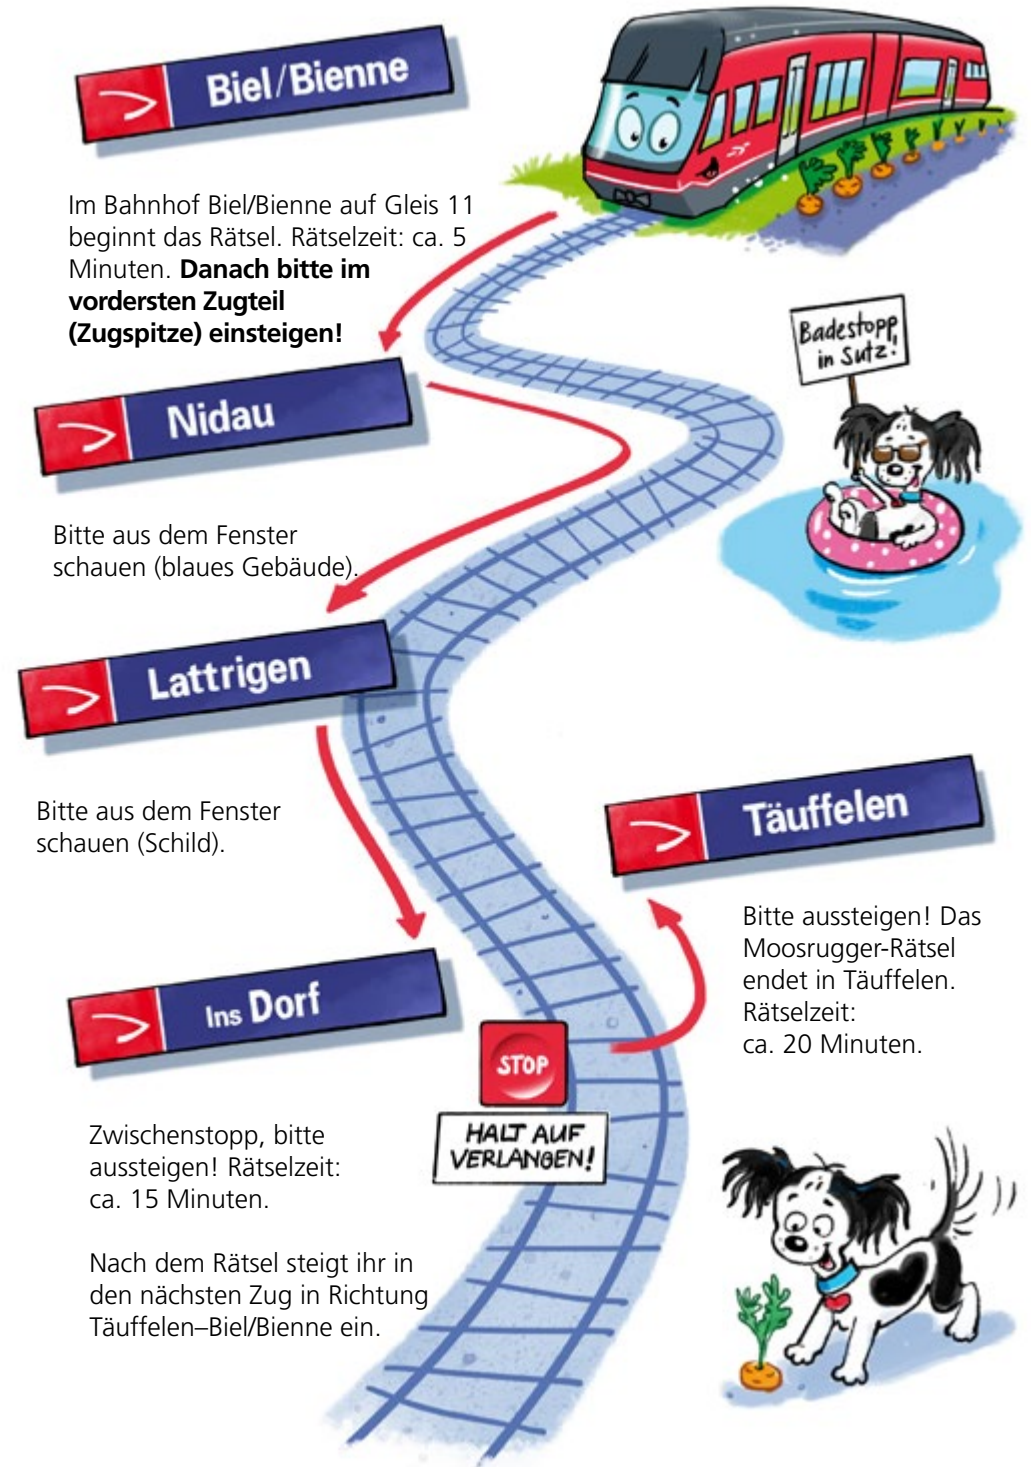 Biel/Bienne
Im Bahnhof Biel/Bienne auf Gleis 11
beginnt das Rätsel. Rätselzeit: ca. 5
Minuten. Danach bitte im
vordersten Zugteil
(Zugspitze) einsteigen!
Badestopp
in Sutz!
Nidau
Bitte aus dem Fenster
schauen (blaues Gebäude).
Lattrigen
Bitte aus dem Fenster
schauen (Schild).
Ins Dorf
Zwischenstopp, bitte
aussteigen! Rätselzeit:
ca. 15 Minuten.
Nach dem Rätsel steigt ihr in
den nächsten Zug in Richtung
Täuffelen–Biel/Bienne ein.
STOP
HALT AUF
VERLANGEN!
Täuffelen
Bitte aussteigen! Das
Moosrugger-Rätsel
endet in Täuffelen.
Rätselzeit:
ca. 20 Minuten.